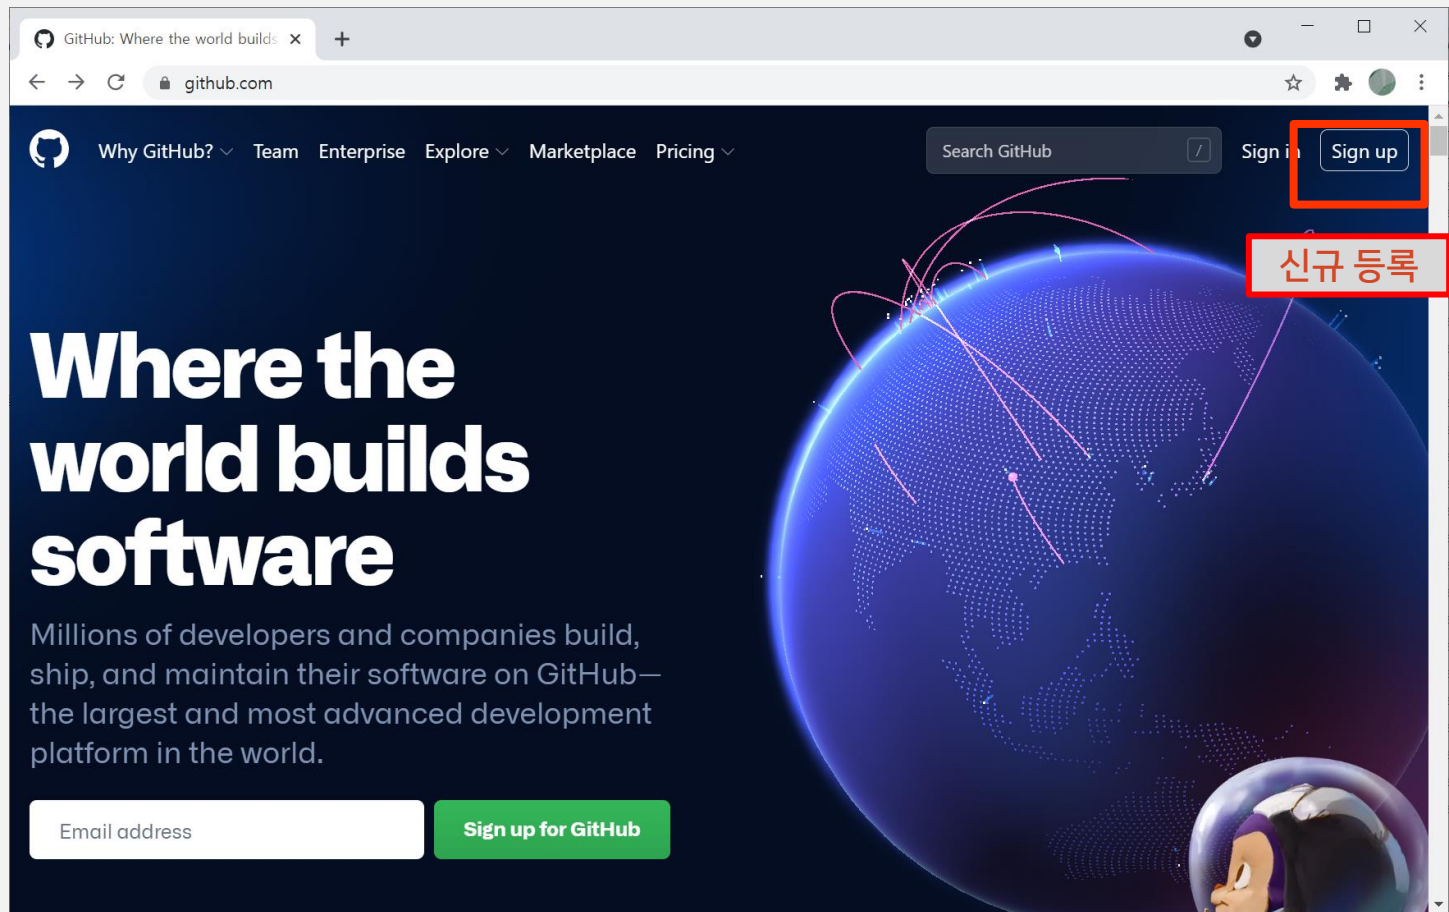 GitHub: Where the world builds
github.com
Why GitHub? Team Enterprise Explore Marketplace Pricing Search GitHub / Sign in Sign up
신규 등록
Where the
world builds
software
Millions of developers and companies build,
ship, and maintain their software on GitHub—
the largest and most advanced development
platform in the world.
Email address Sign up for GitHub